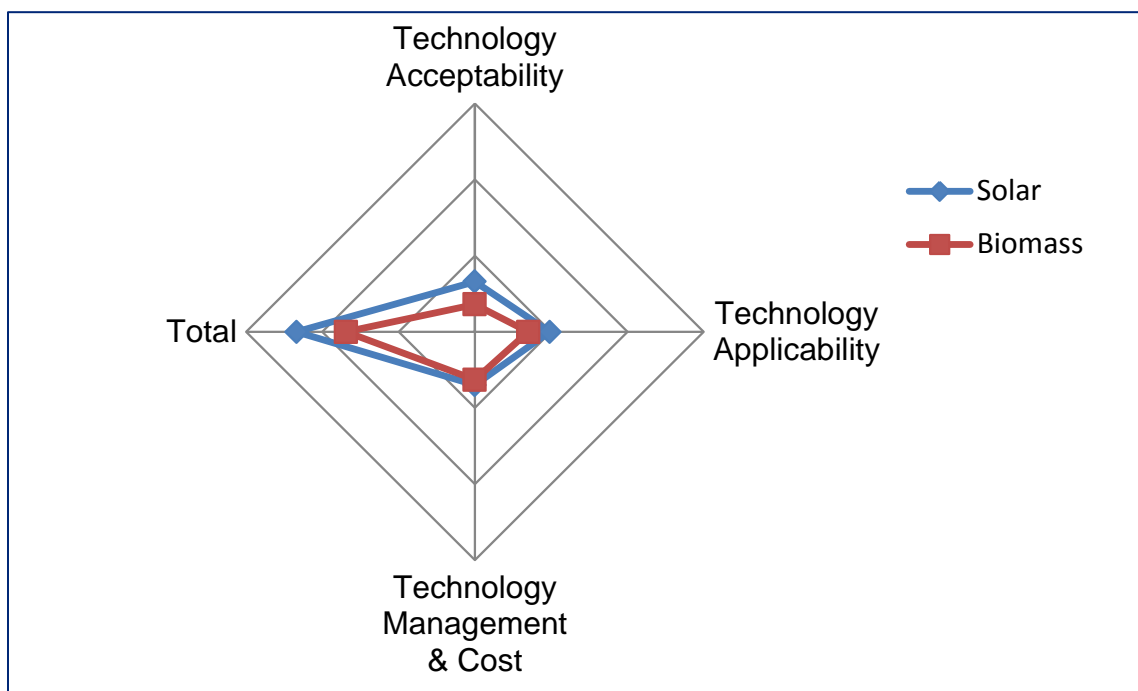 Technology
Acceptability
Solar
Biomass
Total
Technology
Applicability
Technology
Management
& Cost